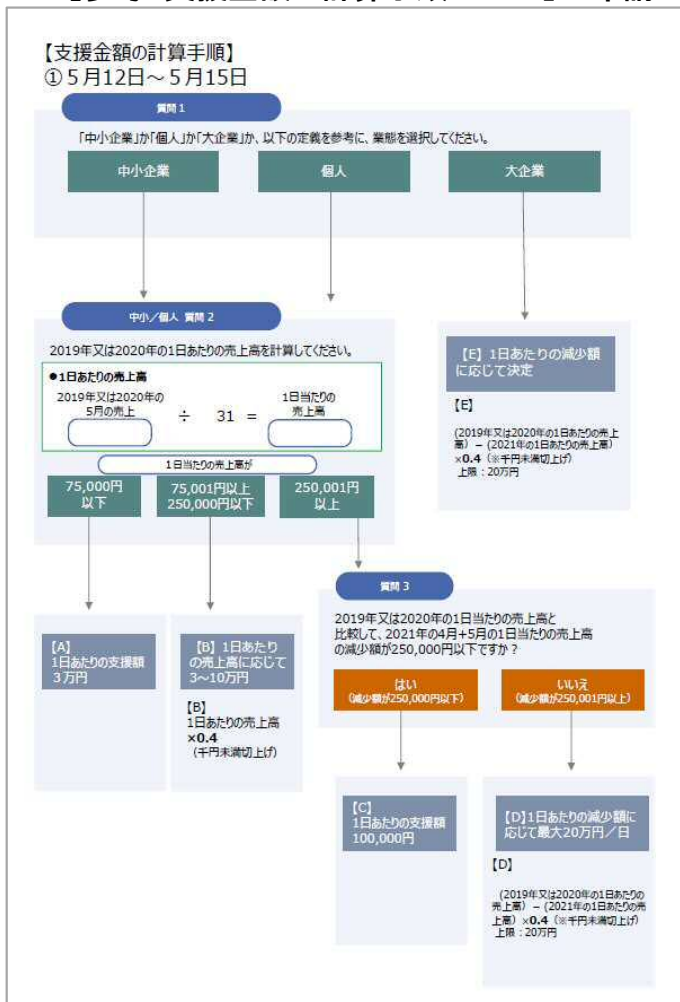 【支援金額の計算手順】
①５月12日～５月15日
質問１
「中小企業」か「個人」か「大企業」か、以下の定義を参考に、業態を選択してください。
中小企業
個人
大企業
中小／個人 質問２
2019年又は2020年の1日あたりの売上高を計算してください。
●1日あたりの売上高
2019年又は2020年の
5月の売上
÷ 31 ＝
1日当たりの
売上高
1日当たりの売上高が
75,000円
以下
75,001円以上
250,000円以下
250,001円
以上
【E】1日あたりの減少額
に応じて決定
【E】
(2019年又は2020年の1日あたりの売上
高）－（2021年の1日あたりの売上高）
×0.4（※千円未満切上げ）
上限：20万円
質問３
2019年又は2020年の1日当たりの売上高と
比較して、2021年の4月+5月の1日当たりの売上高
の減少額が250,000円以下ですか？
はい
（減少額が250,000円以下）
いいえ
（減少額が250,001円以上）
【A】
1日あたりの支援額
３万円
【B】1日あたり
の売上高に応じて
3～10万円
【B】
1日あたりの売上高
×0.4
（千円未満切上げ）
【C】
1日あたりの支援額
100,000円
【D】1日あたりの減少額に
応じて最大20万円／日
【D】
（2019年又は2020年の1日あたりの
売上高）－（2021年の1日あたりの売
上高）×0.4（※千円未満切上げ）
上限：20万円